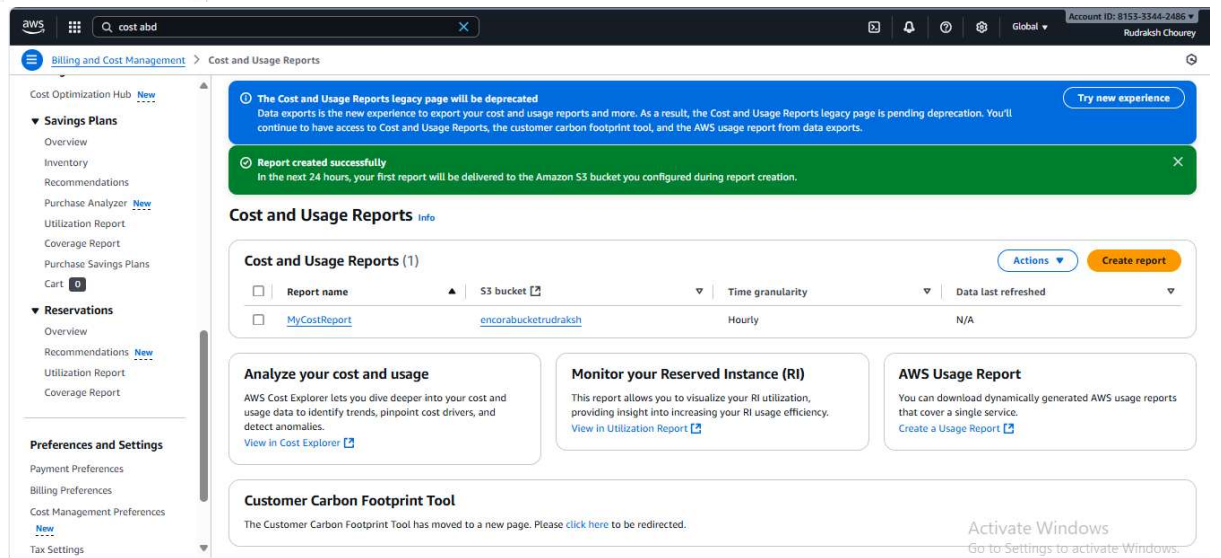 aws
cost abd
Global
Account ID: 8153-3344-2486
Rudraksh Chourey
Billing and Cost Management > Cost and Usage Reports
Cost Optimization Hub New
Savings Plans
Overview
Inventory
Recommendations
Purchase Analyzer New
Utilization Report
Coverage Report
Purchase Savings Plans
Cart 0
Reservations
Overview
Recommendations New
Utilization Report
Coverage Report
Preferences and Settings
Payment Preferences
Billing Preferences
Cost Management Preferences
New
Tax Settings
The Cost and Usage Reports legacy page will be deprecated
Data exports is the new experience to export your cost and usage reports and more. As a result, the Cost and Usage Reports legacy page is pending deprecation. You'll
continue to have access to Cost and Usage Reports, the customer carbon footprint tool, and the AWS usage report from data exports.
Try new experience
Report created successfully
In the next 24 hours, your first report will be delivered to the Amazon S3 bucket you configured during report creation.
Cost and Usage Reports Info
Cost and Usage Reports (1)
Actions
Create report
Report name S3 bucket Time granularity Data last refreshed
MyCostReport encorabucketrudraksh Hourly N/A
Analyze your cost and usage
AWS Cost Explorer lets you dive deeper into your cost and
usage data to identify trends, pinpoint cost drivers, and
detect anomalies.
View in Cost Explorer
Monitor your Reserved Instance (RI)
This report allows you to visualize your RI utilization,
providing insight into increasing your RI usage efficiency.
View in Utilization Report
AWS Usage Report
You can download dynamically generated AWS usage reports
that cover a single service.
Create a Usage Report
Customer Carbon Footprint Tool
The Customer Carbon Footprint Tool has moved to a new page. Please click here to be redirected.
Activate Windows
Go to Settings to activate Windows.